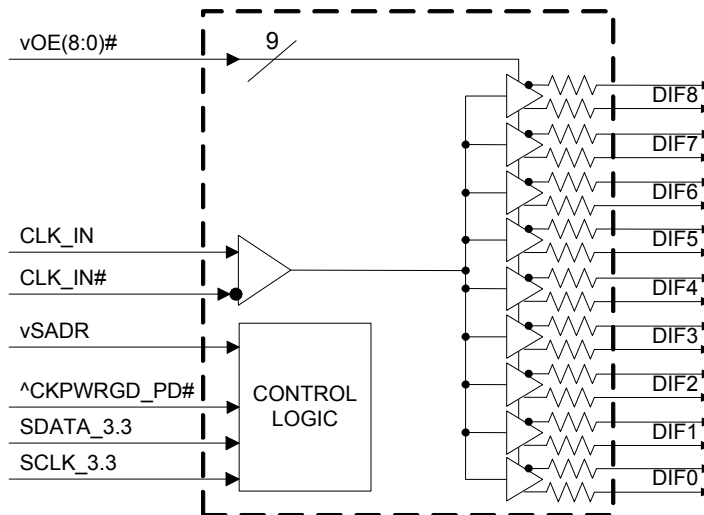 vOE(8:0)#
9
DIF8
DIF7
DIF6
CLK_IN
DIF5
CLK_IN#
DIF4
vSADR
DIF3
^CKPWRGD_PD#
CONTROL
LOGIC
DIF2
SDATA_3.3
DIF1
SCLK_3.3
DIF0